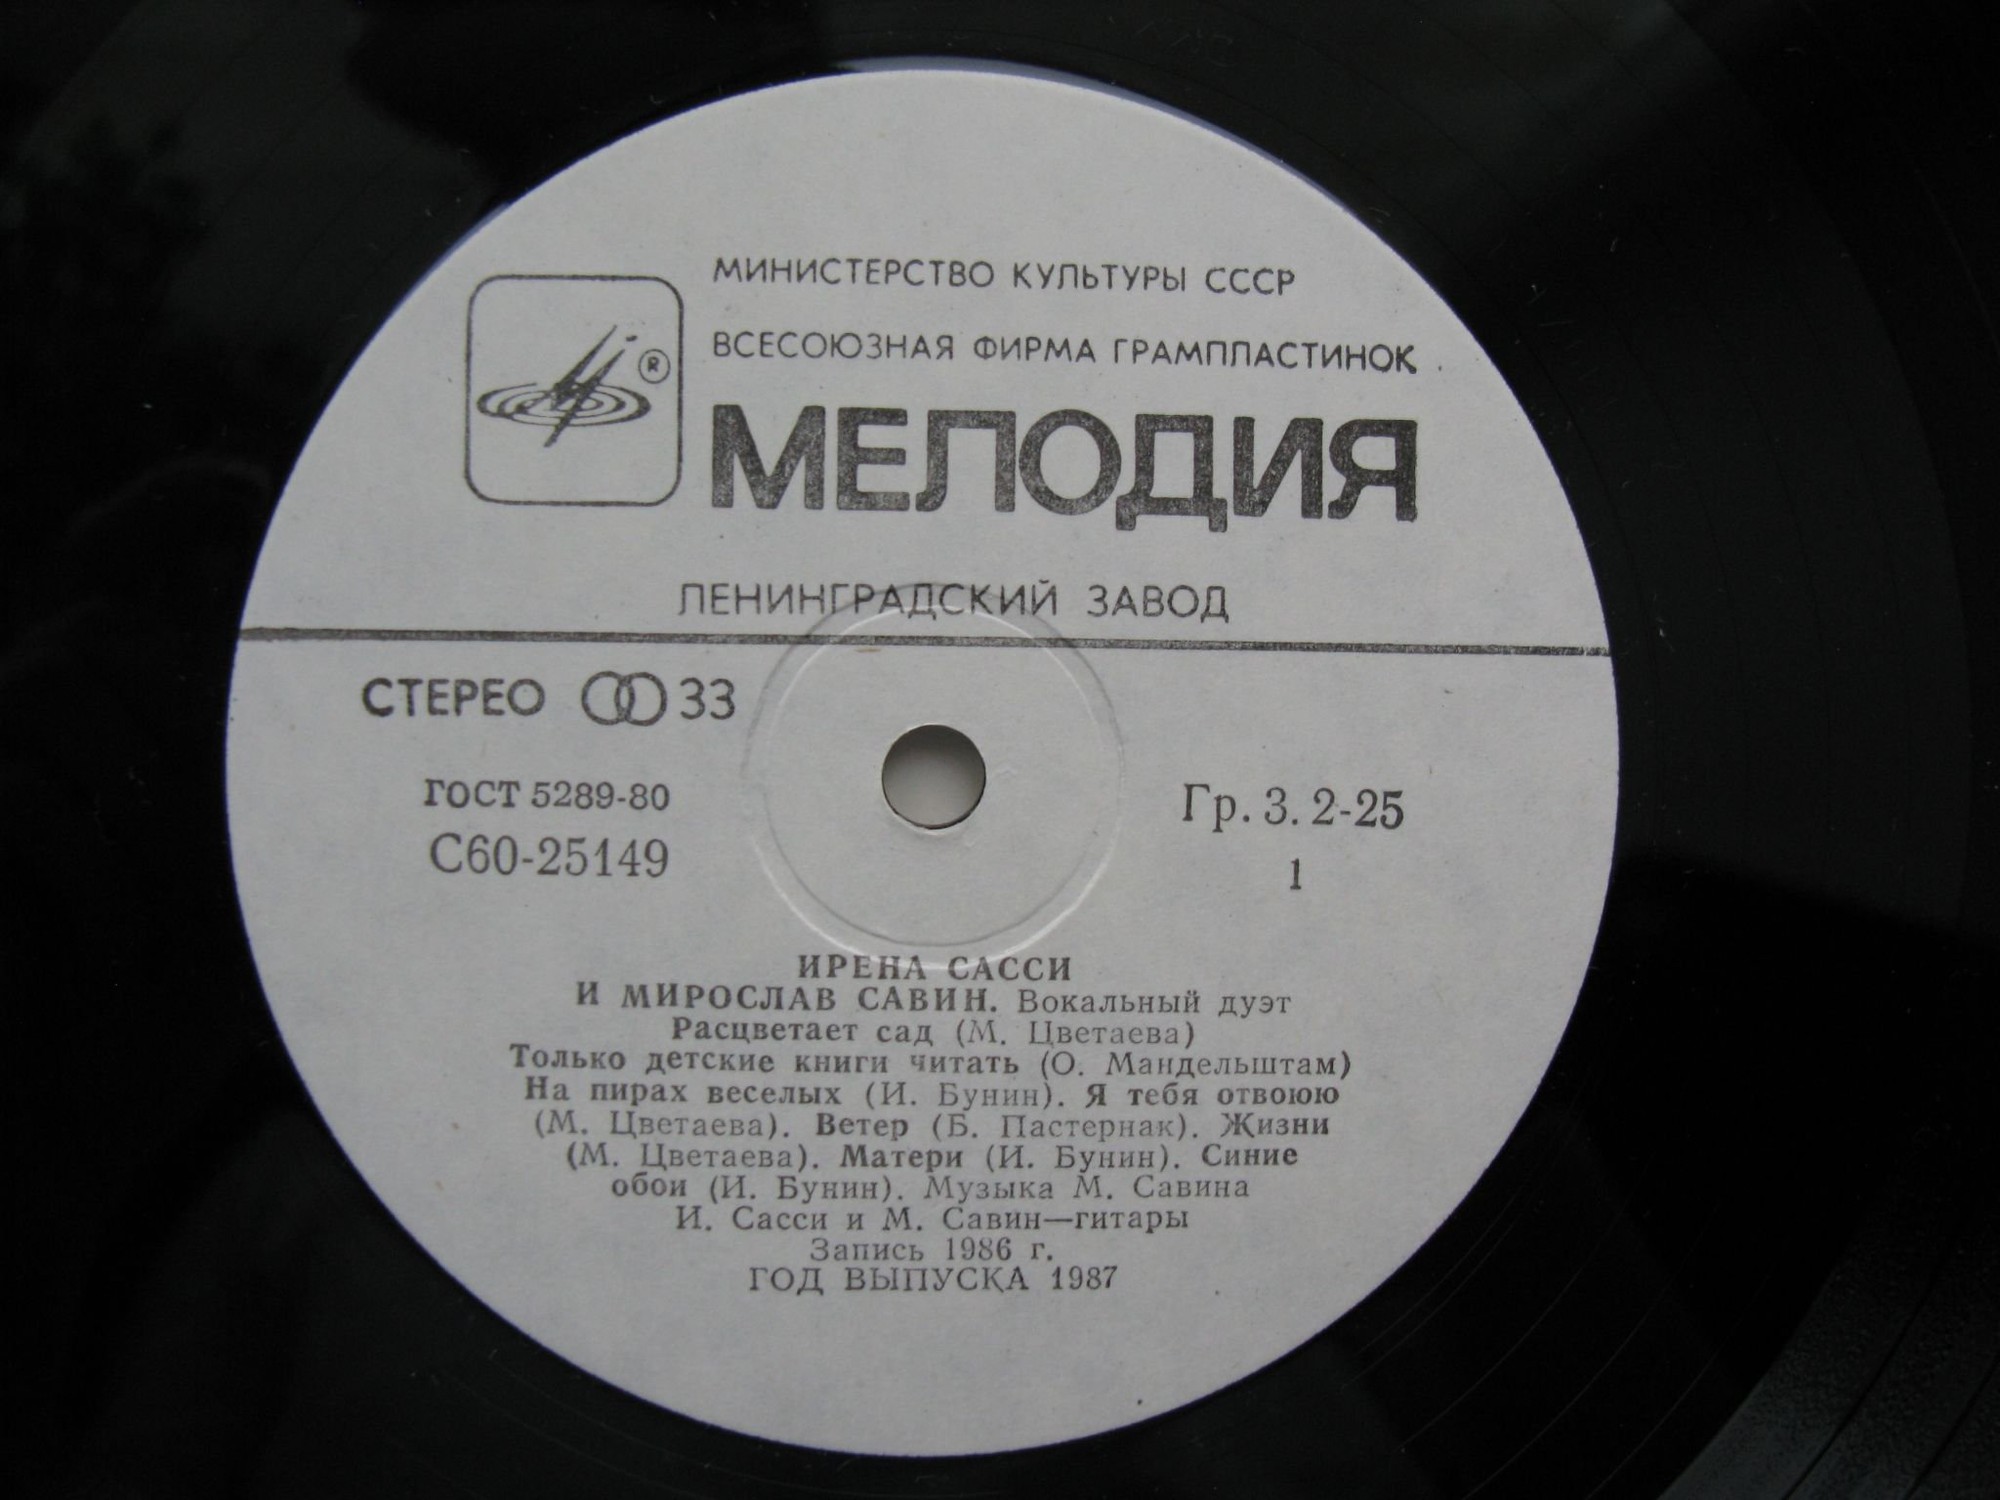 МИНИСТЕРСТВО КУЛЬТУРЫ СССР
ВСЕСОЮЗНАЯ ФИРМА ГРАМПЛАСТИНОК
®
МЕЛОДИЯ
ЛЕНИНГРАДСКИЙ ЗАВОД
СТЕРЕО 33
ГОСТ 5289-80
С60-25149
Гр. 3. 2-25
1
ИРЕНА САССИ
И МИРОСЛАВ САВИН. Вокальный дуэт
Расцветает сад (М. Цветаева)
Только детские книги читать (О. Мандельштам)
На пирах веселых (И. Бунин). Я тебя отвоюю
(М. Цветаева). Ветер (Б. Пастернак). Жизни
(М. Цветаева). Матери (И. Бунин). Синие
обои (И. Бунин). Музыка М. Савина
И. Сасси и М. Савин—гитары
Запись 1986 г.
ГОД ВЫПУСКА 1987